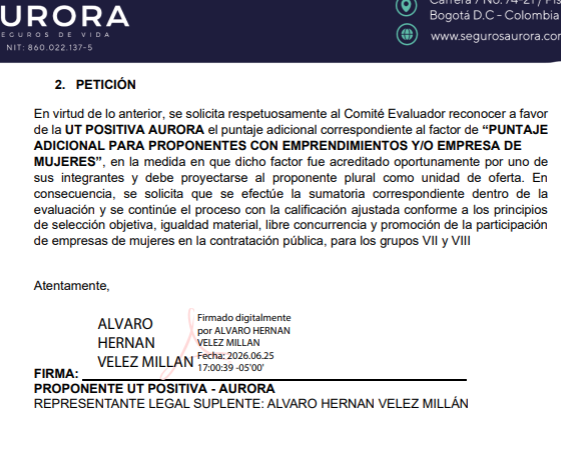 AURORA
SEGUROS DE VIDA
NIT: 860.022.137-5
Bogotá D.C - Colombia
www.segurosaurora.com
2. PETICIÓN
En virtud de lo anterior, se solicita respetuosamente al Comité Evaluador reconocer a favor
de la UT POSITIVA AURORA el puntaje adicional correspondiente al factor de “PUNTAJE
ADICIONAL PARA PROPONENTES CON EMPRENDIMIENTOS Y/O EMPRESA DE
MUJERES”, en la medida en que dicho factor fue acreditado oportunamente por uno de
sus integrantes y debe proyectarse al proponente plural como unidad de oferta. En
consecuencia, se solicita que se efectúe la sumatoria correspondiente dentro de la
evaluación y se continúe el proceso con la calificación ajustada conforme a los principios
de selección objetiva, igualdad material, libre concurrencia y promoción de la participación
de empresas de mujeres en la contratación pública, para los grupos VII y VIII
Atentamente,
ALVARO
HERNAN
VELEZ MILLAN
Firmado digitalmente
por ALVARO HERNAN
VELEZ MILLAN
Fecha: 2026.06.25
17:00:39 -05'00'
FIRMA:
PROPONENTE UT POSITIVA - AURORA
REPRESENTANTE LEGAL SUPLENTE: ALVARO HERNAN VELEZ MILLÁN